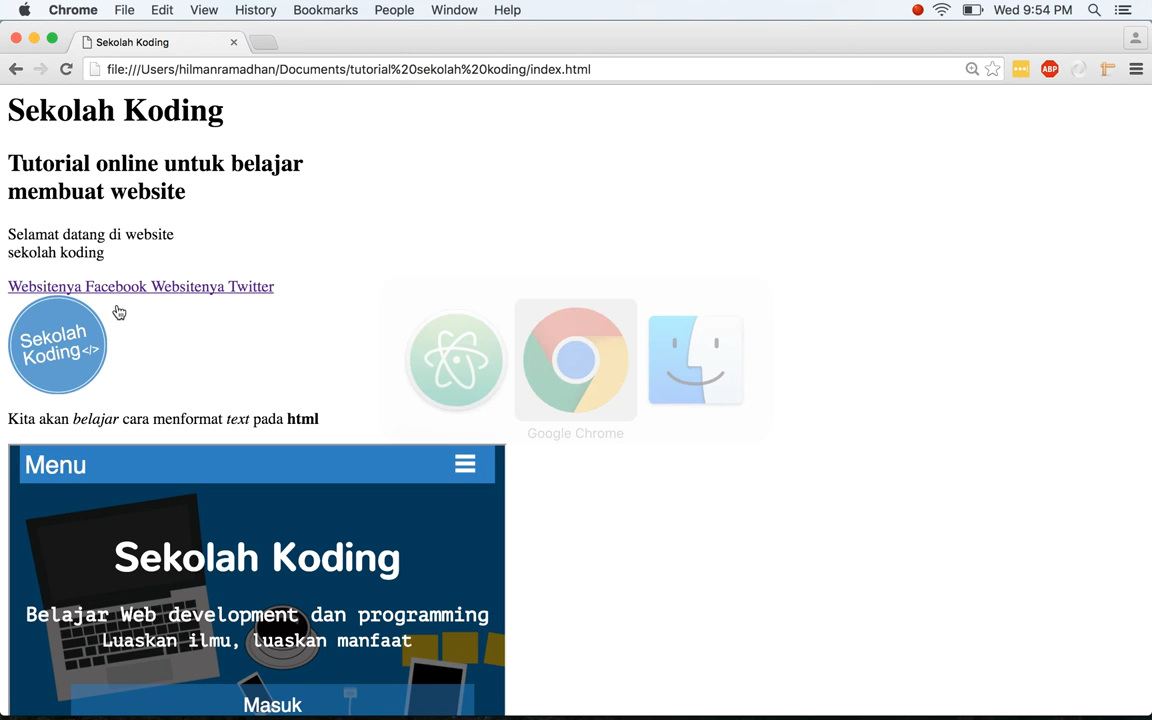 Chrome File Edit View History Bookmarks People Window Help Wed 9:54 PM
Sekolah Koding
file:///Users/hilmanramadhan/Documents/tutorial%20sekolah%20koding/index.html
ABP
Sekolah Koding
Tutorial online untuk belajar
membuat website
Selamat datang di website
sekolah koding
Websitenya Facebook Websitenya Twitter
Sekolah
Koding</>
Kita akan belajar cara menformat text pada html
Google Chrome
Menu
Sekolah Koding
Belajar Web development dan programming
Luaskan ilmu, luaskan manfaat
Masuk